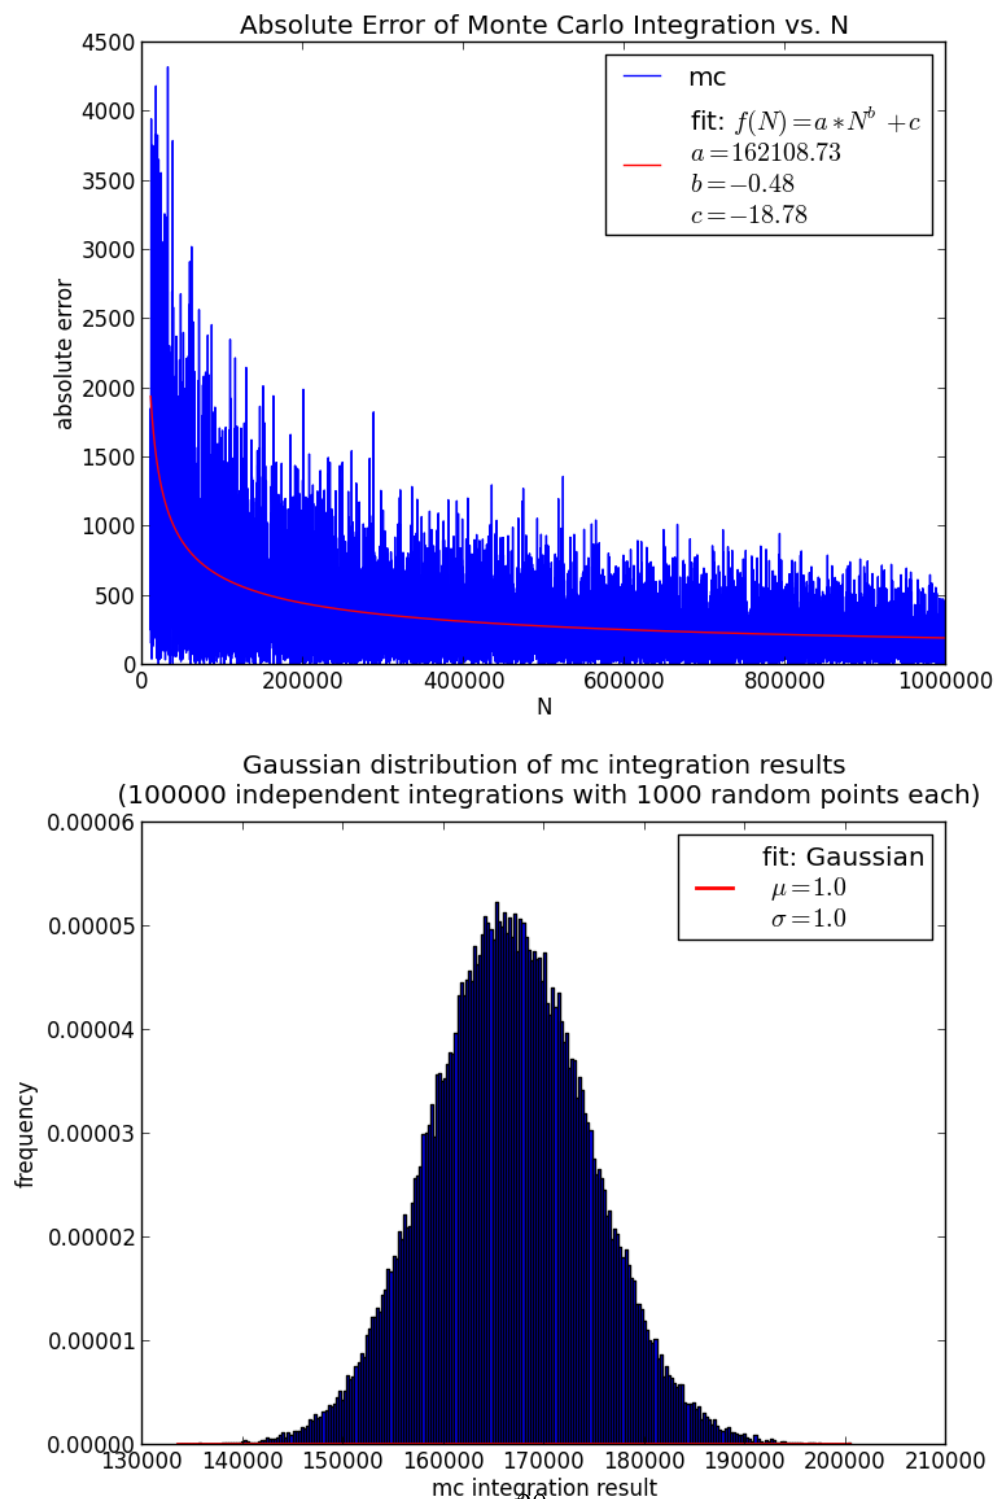 Absolute Error of Monte Carlo Integration vs. N
4500
4000
3500
3000
2500
2000
1500
1000
500
0
absolute error
mc
fit: f(N) = a * N^b + c
a = 162108.73
b = −0.48
c = −18.78
0 200000 400000 600000 800000 1000000
N
Gaussian distribution of mc integration results
(100000 independent integrations with 1000 random points each)
0.00006
0.00005
0.00004
0.00003
0.00002
0.00001
0.00000
frequency
fit: Gaussian
μ = 1.0
σ = 1.0
130000 140000 150000 160000 170000 180000 190000 200000 210000
mc integration result